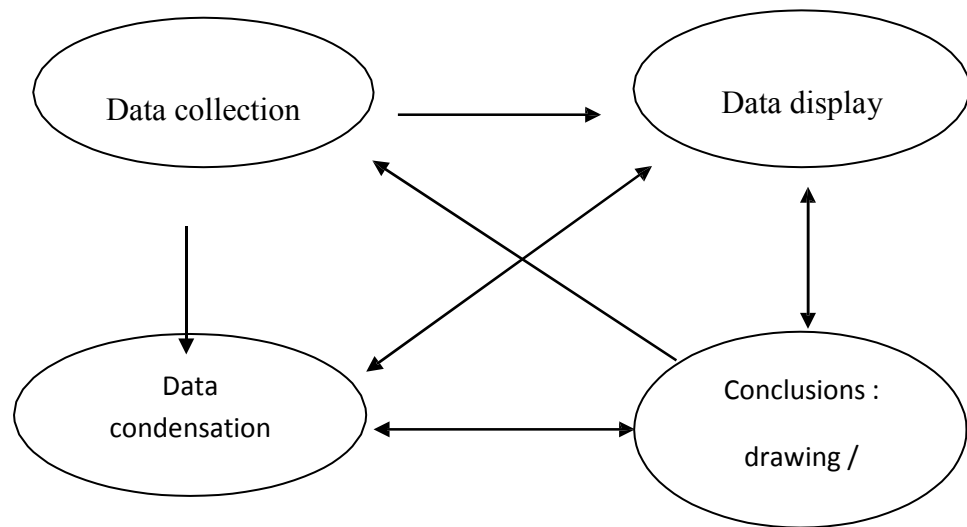 Data collection
Data display
Data
condensation
Conclusions :
drawing /